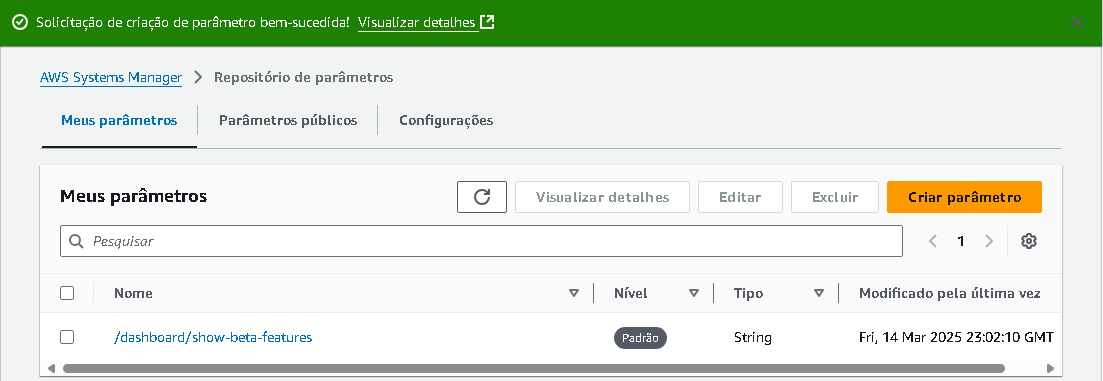 Solicitação de criação de parâmetro bem-sucedida! Visualizar detalhes
AWS Systems Manager > Repositório de parâmetros
Meus parâmetros Parâmetros públicos Configurações
Meus parâmetros Visualizar detalhes Editar Excluir Criar parâmetro
Pesquisar 1
Nome Nível Tipo Modificado pela última vez
/dashboard/show-beta-features Padrão String Fri, 14 Mar 2025 23:02:10 GMT